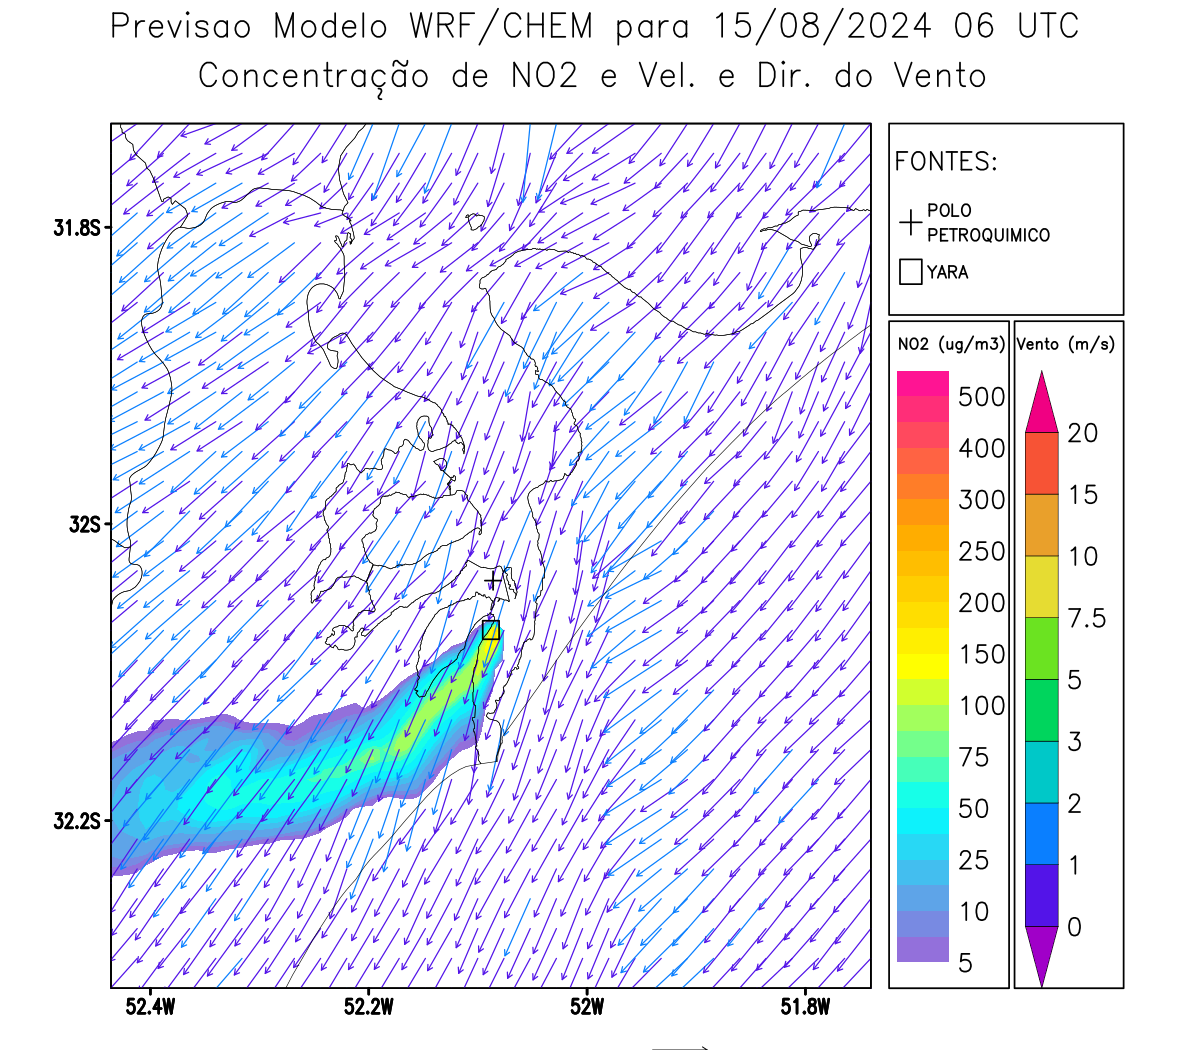 Previsao Modelo WRF/CHEM para 15/08/2024 06 UTC
Concentração de NO2 e Vel. e Dir. do Vento
FONTES:
POLO
PETROQUIMICO
YARA
31.8S
32S
32.2S
52.4W
52.2W
52W
51.8W
NO2 (ug/m3)
500
400
300
250
200
150
100
75
50
25
10
5
Vento (m/s)
20
15
10
7.5
5
3
2
1
0